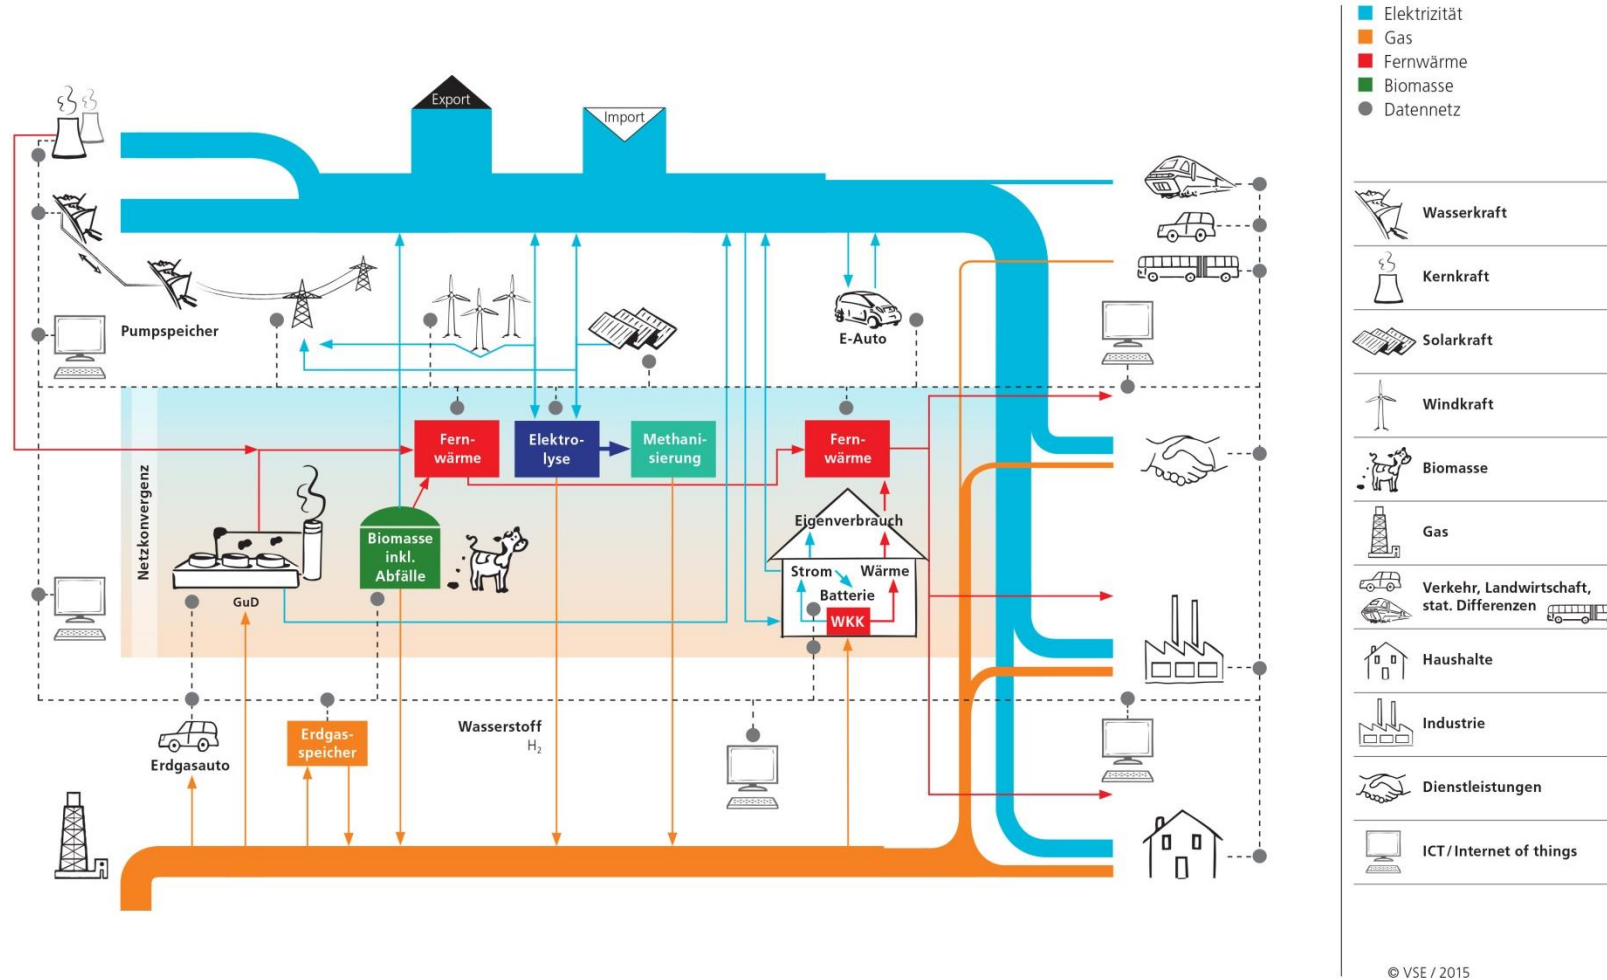 Elektrizität
Gas
Fernwärme
Biomasse
Datennetz
Export
Import
Pumpspeicher
E-Auto
Netzkonvergenz
Fern-
wärme
Elektro-
lyse
Methani-
sierung
Fern-
wärme
GuD
Biomasse
inkl.
Abfälle
Eigenverbrauch
Strom
Wärme
Batterie
WKK
Erdgasauto
Erdgas-
speicher
Wasserstoff
H₂
Wasserkraft
Kernkraft
Solarkraft
Windkraft
Biomasse
Gas
Verkehr, Landwirtschaft,
stat. Differenzen
Haushalte
Industrie
Dienstleistungen
ICT/Internet of things
© VSE / 2015